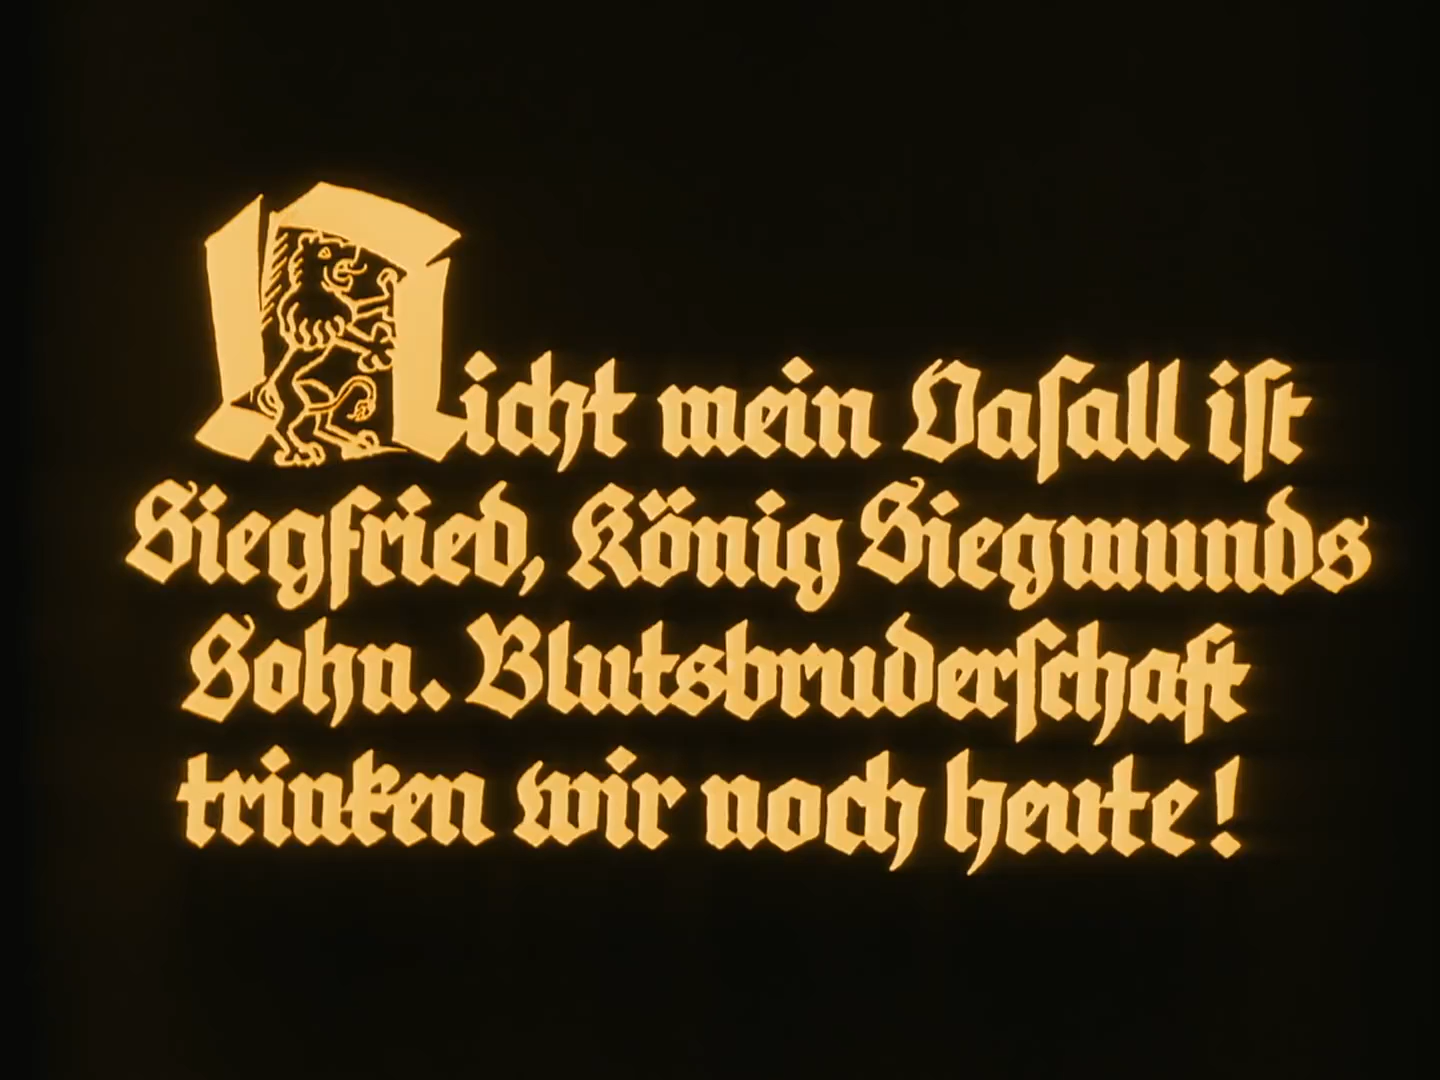 Nicht mein Vasall ist
Siegfried, König Siegmunds
Sohn. Blutsbruderschaft
trinken wir noch heute!